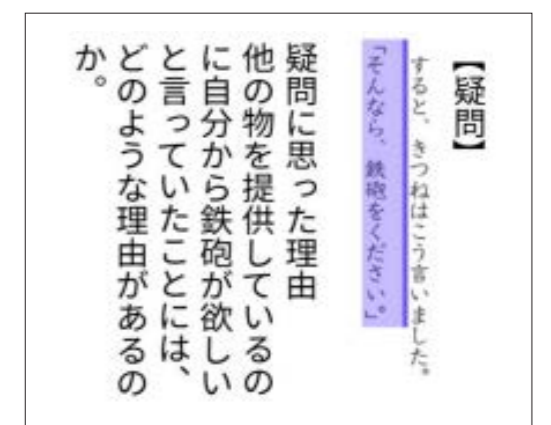 【疑問】
すると、きつねはこう言いました。
「そんなら、鉄砲をください。」
疑問に思った理由
他の物を提供しているの
に自分から鉄砲が欲しい
と言っていたことには、
どのような理由があるの
か。